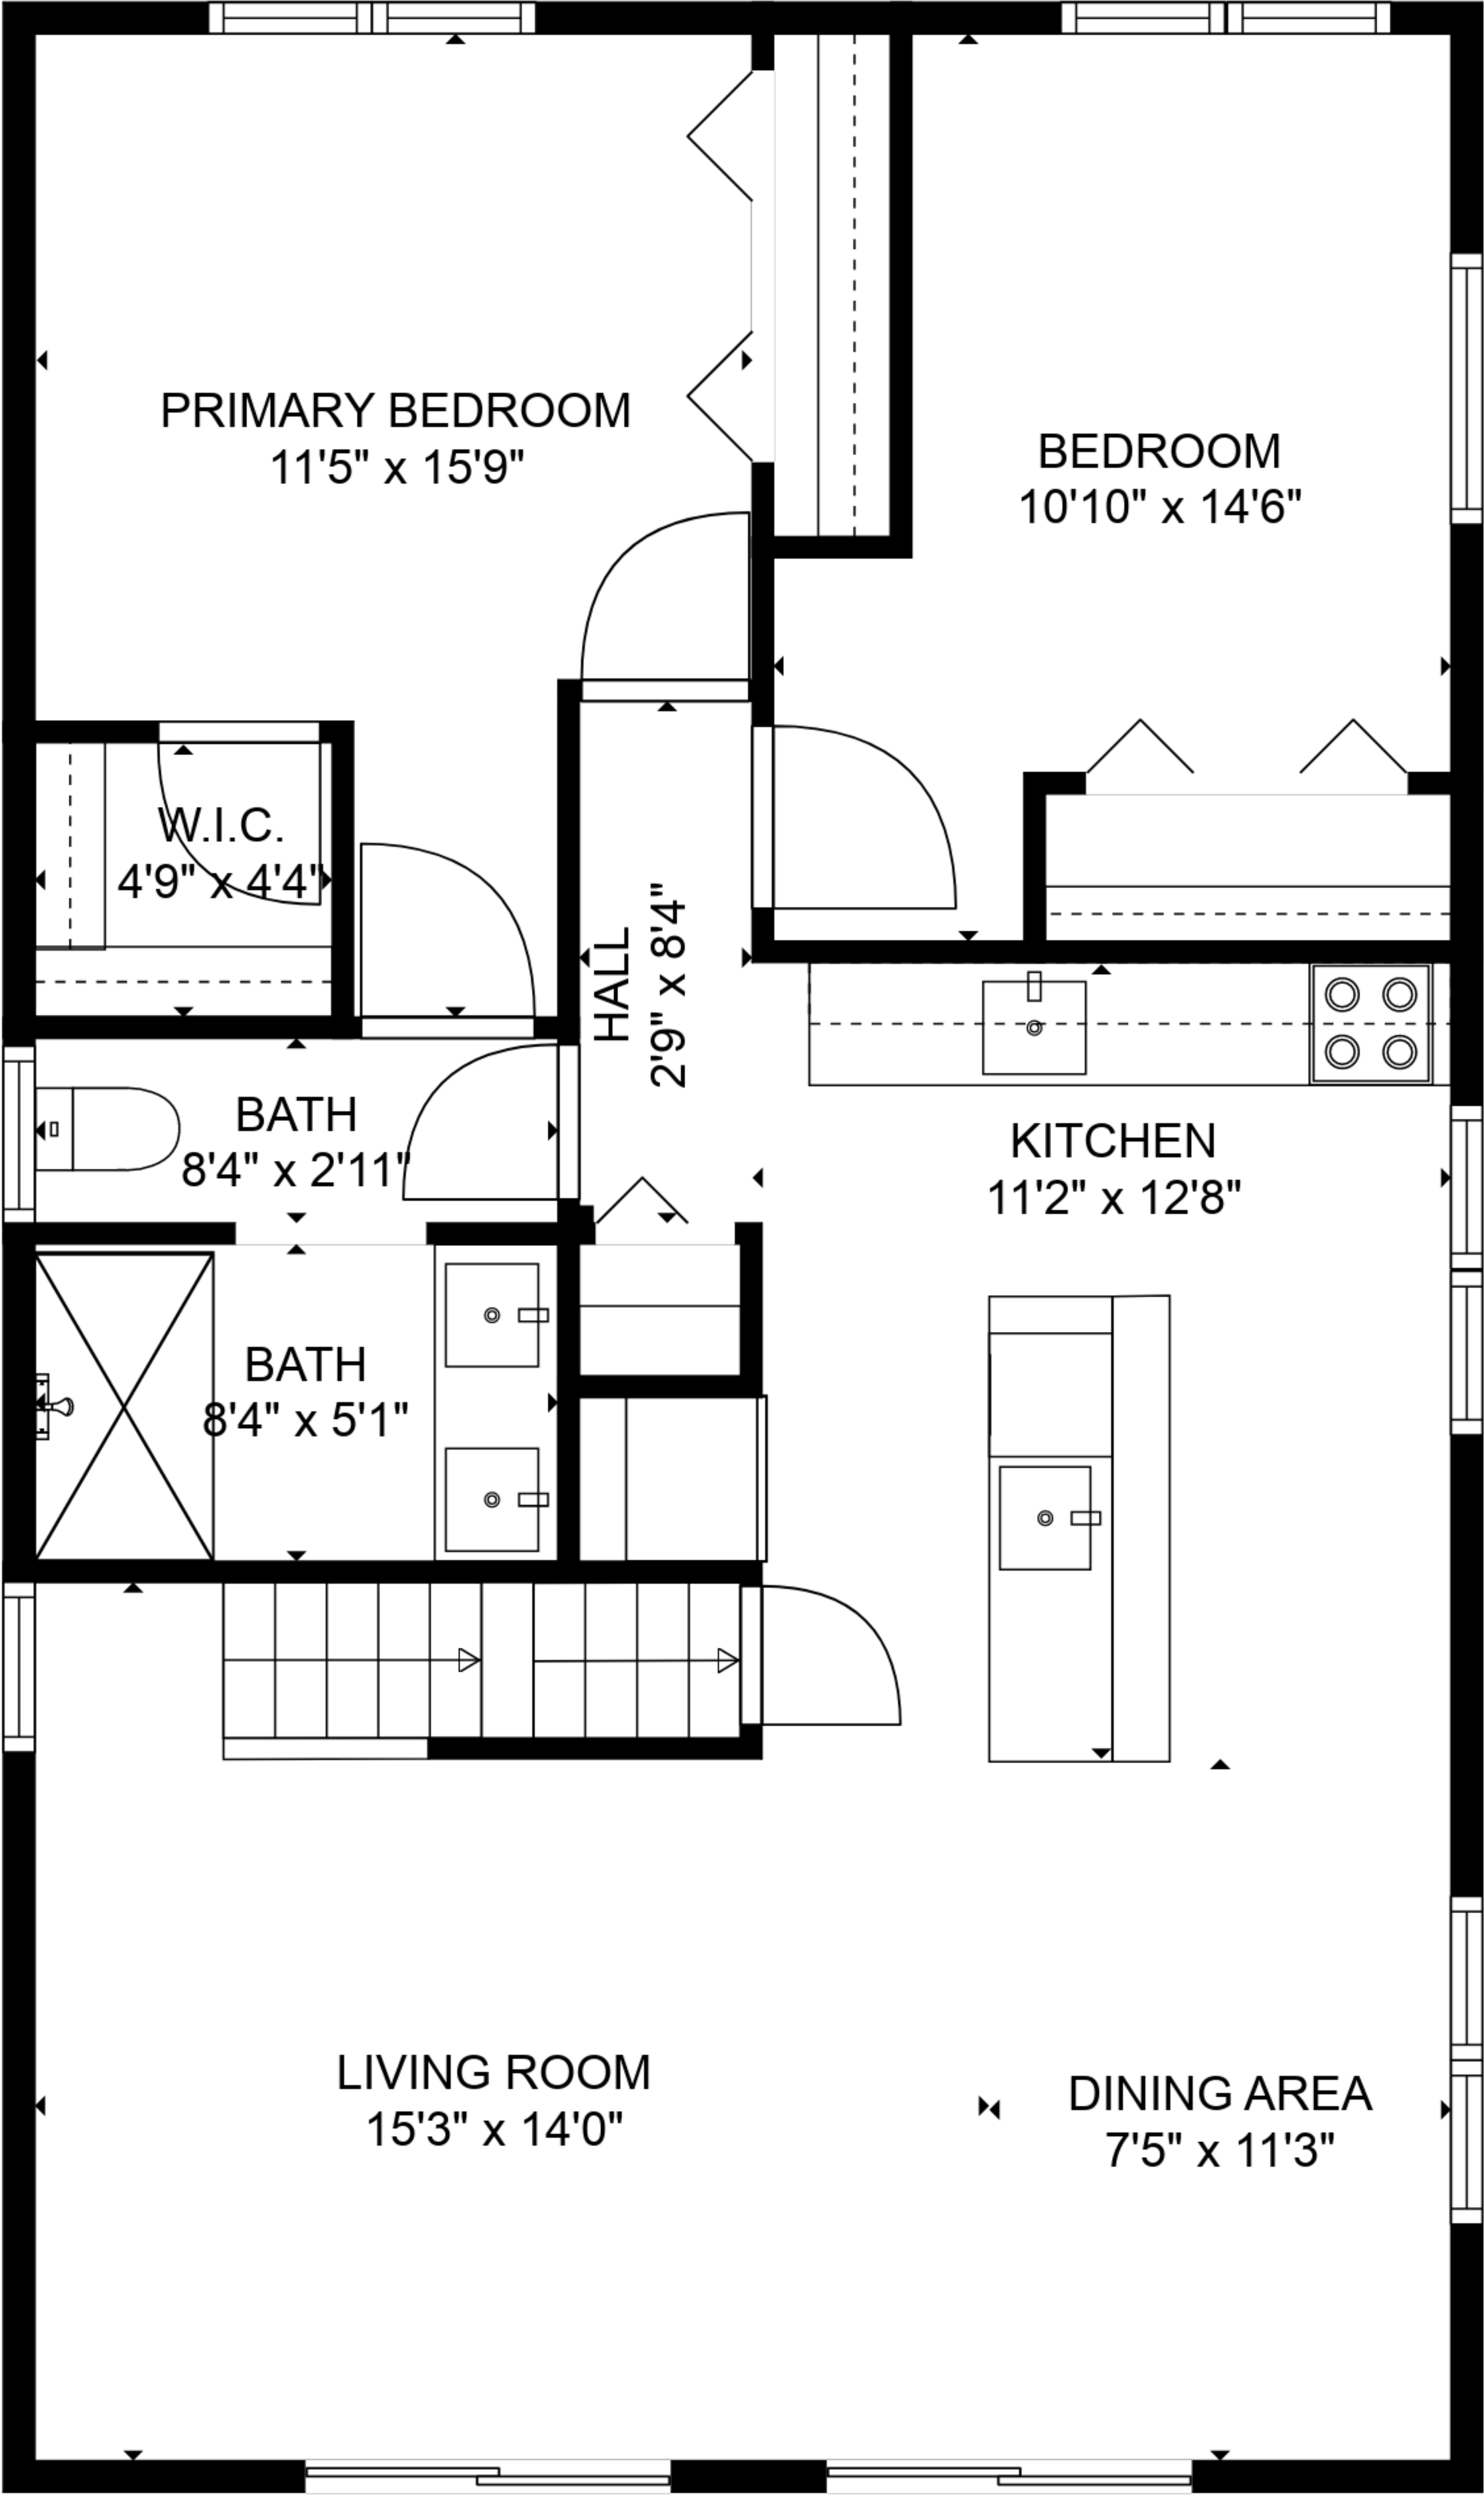 PRIMARY BEDROOM
11'5" x 15'9"
BEDROOM
10'10" x 14'6"
W.I.C.
4'9" x 4'4"
HALL
2'9" x 8'4"
BATH
8'4" x 2'11"
KITCHEN
11'2" x 12'8"
BATH
8'4" x 5'1"
LIVING ROOM
15'3" x 14'0"
DINING AREA
7'5" x 11'3"